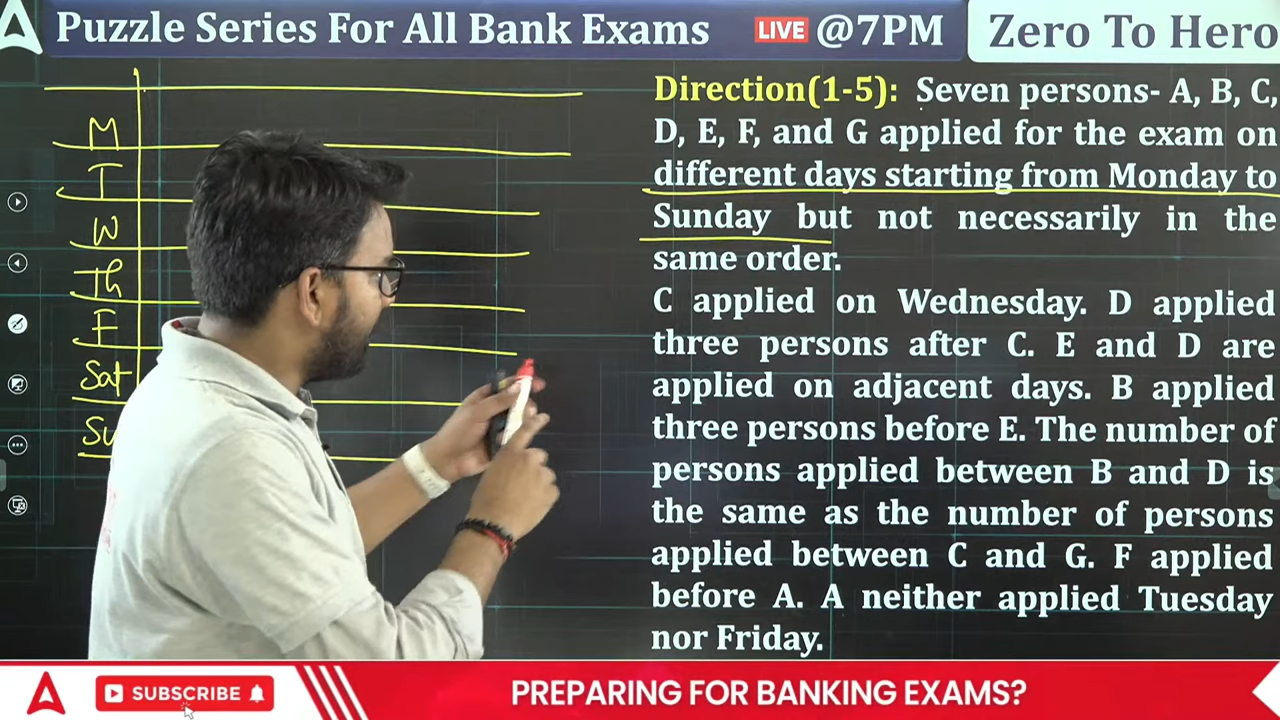 Puzzle Series For All Bank Exams LIVE @7PM Zero To Hero
M
T
W
Th
F
Sat
Su
Direction(1-5): Seven persons- A, B, C,
D, E, F, and G applied for the exam on
different days starting from Monday to
Sunday but not necessarily in the
same order.
C applied on Wednesday. D applied
three persons after C. E and D are
applied on adjacent days. B applied
three persons before E. The number of
persons applied between B and D is
the same as the number of persons
applied between C and G. F applied
before A. A neither applied Tuesday
nor Friday.
SUBSCRIBE
PREPARING FOR BANKING EXAMS?